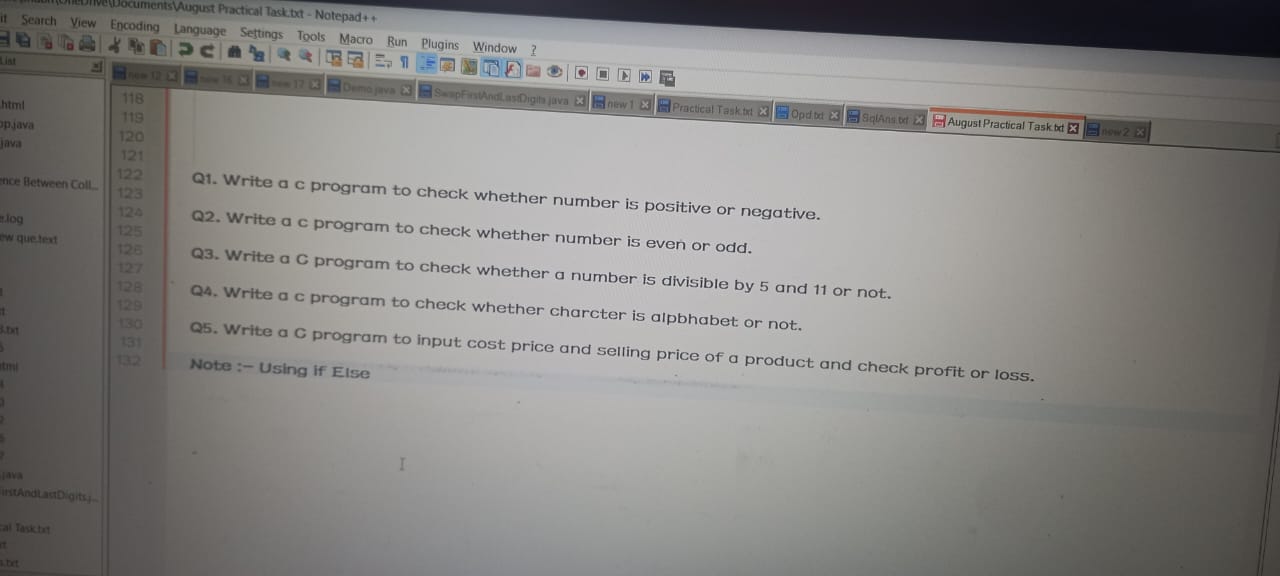 \Documents\August Practical Task.txt - Notepad++
it Search View Encoding Language Settings Tools Macro Run Plugins Window ?
List
new 12 new 16 new 17 Demo.java SwapFirstAndLastDigits.java new 1 Practical Task.txt Opd.txt SqlAns.txt August Practical Task.txt new 2
html
op.java
java
ence Between Coll...
e.log
ew que.text
.txt
html
java
irstAndLastDigits.j...
cal Task.txt
s.txt
118
119
120
121
122
123
124
125
126
127
128
129
130
131
132
Q1. Write a c program to check whether number is positive or negative.
Q2. Write a c program to check whether number is even or odd.
Q3. Write a C program to check whether a number is divisible by 5 and 11 or not.
Q4. Write a c program to check whether charcter is alpbhabet or not.
Q5. Write a C program to input cost price and selling price of a product and check profit or loss.
Note :- Using if Else